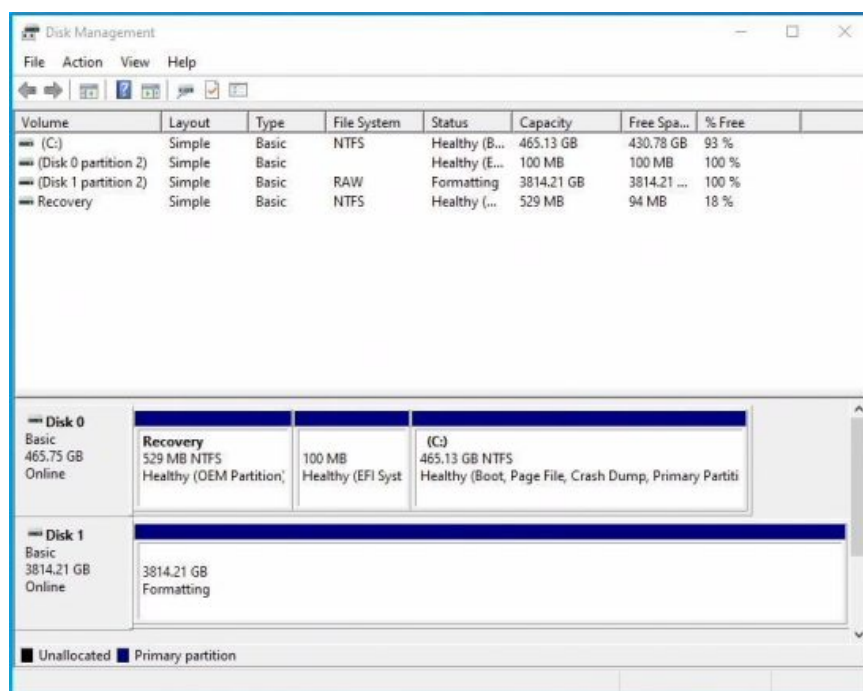 Disk Management
File Action View Help
Volume Layout Type File System Status Capacity Free Spa... % Free
(C:) Simple Basic NTFS Healthy (B... 465.13 GB 430.78 GB 93 %
(Disk 0 partition 2) Simple Basic Healthy (E... 100 MB 100 MB 100 %
(Disk 1 partition 2) Simple Basic RAW Formatting 3814.21 GB 3814.21 ... 100 %
Recovery Simple Basic NTFS Healthy (... 529 MB 94 MB 18 %
Disk 0
Basic
465.75 GB
Online
Recovery
529 MB NTFS
Healthy (OEM Partition)
100 MB
Healthy (EFI Syst
(C:)
465.13 GB NTFS
Healthy (Boot, Page File, Crash Dump, Primary Partiti
Disk 1
Basic
3814.21 GB
Online
3814.21 GB
Formatting
Unallocated Primary partition